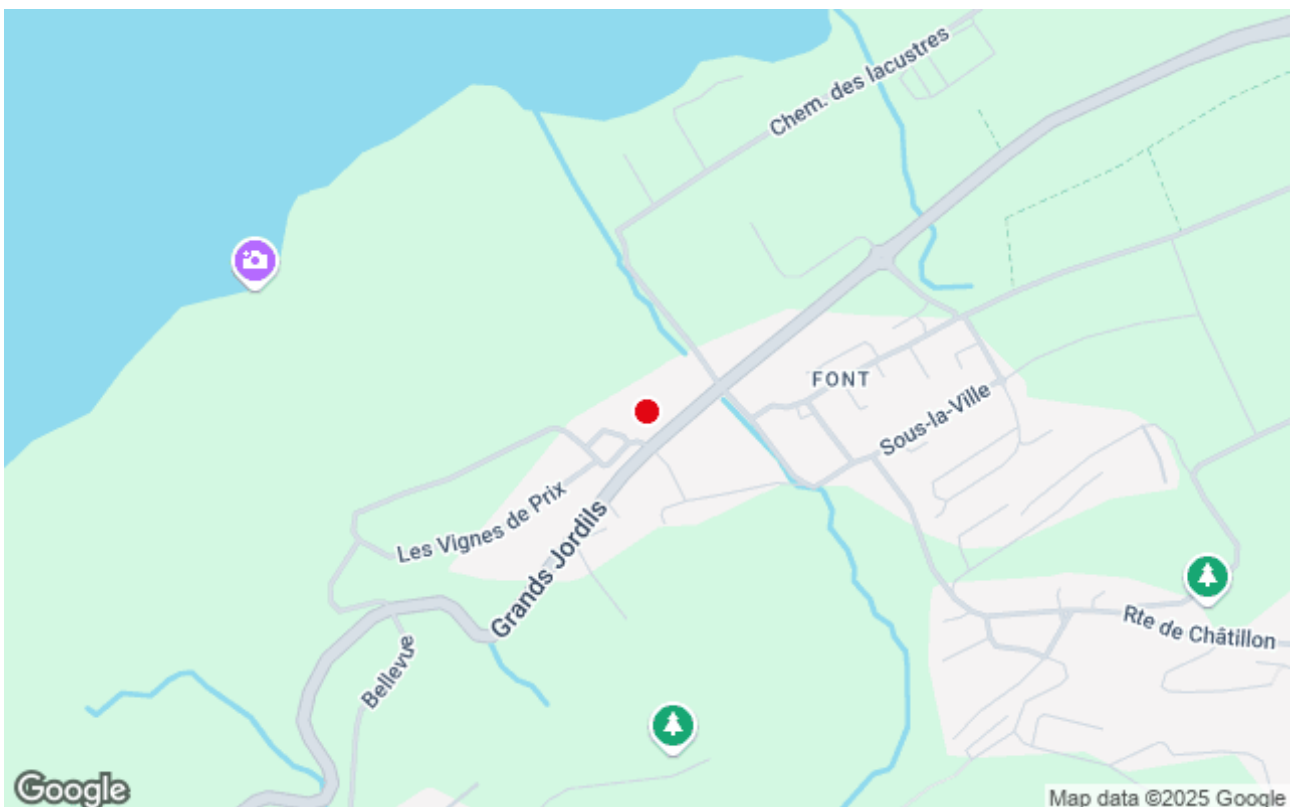 Chem. des lacustres
FONT
Sous-la-Ville
Les Vignes de Prix
Grands Jordils
Rte de Châtillon
Bellevue
Google
Map data ©2025 Google